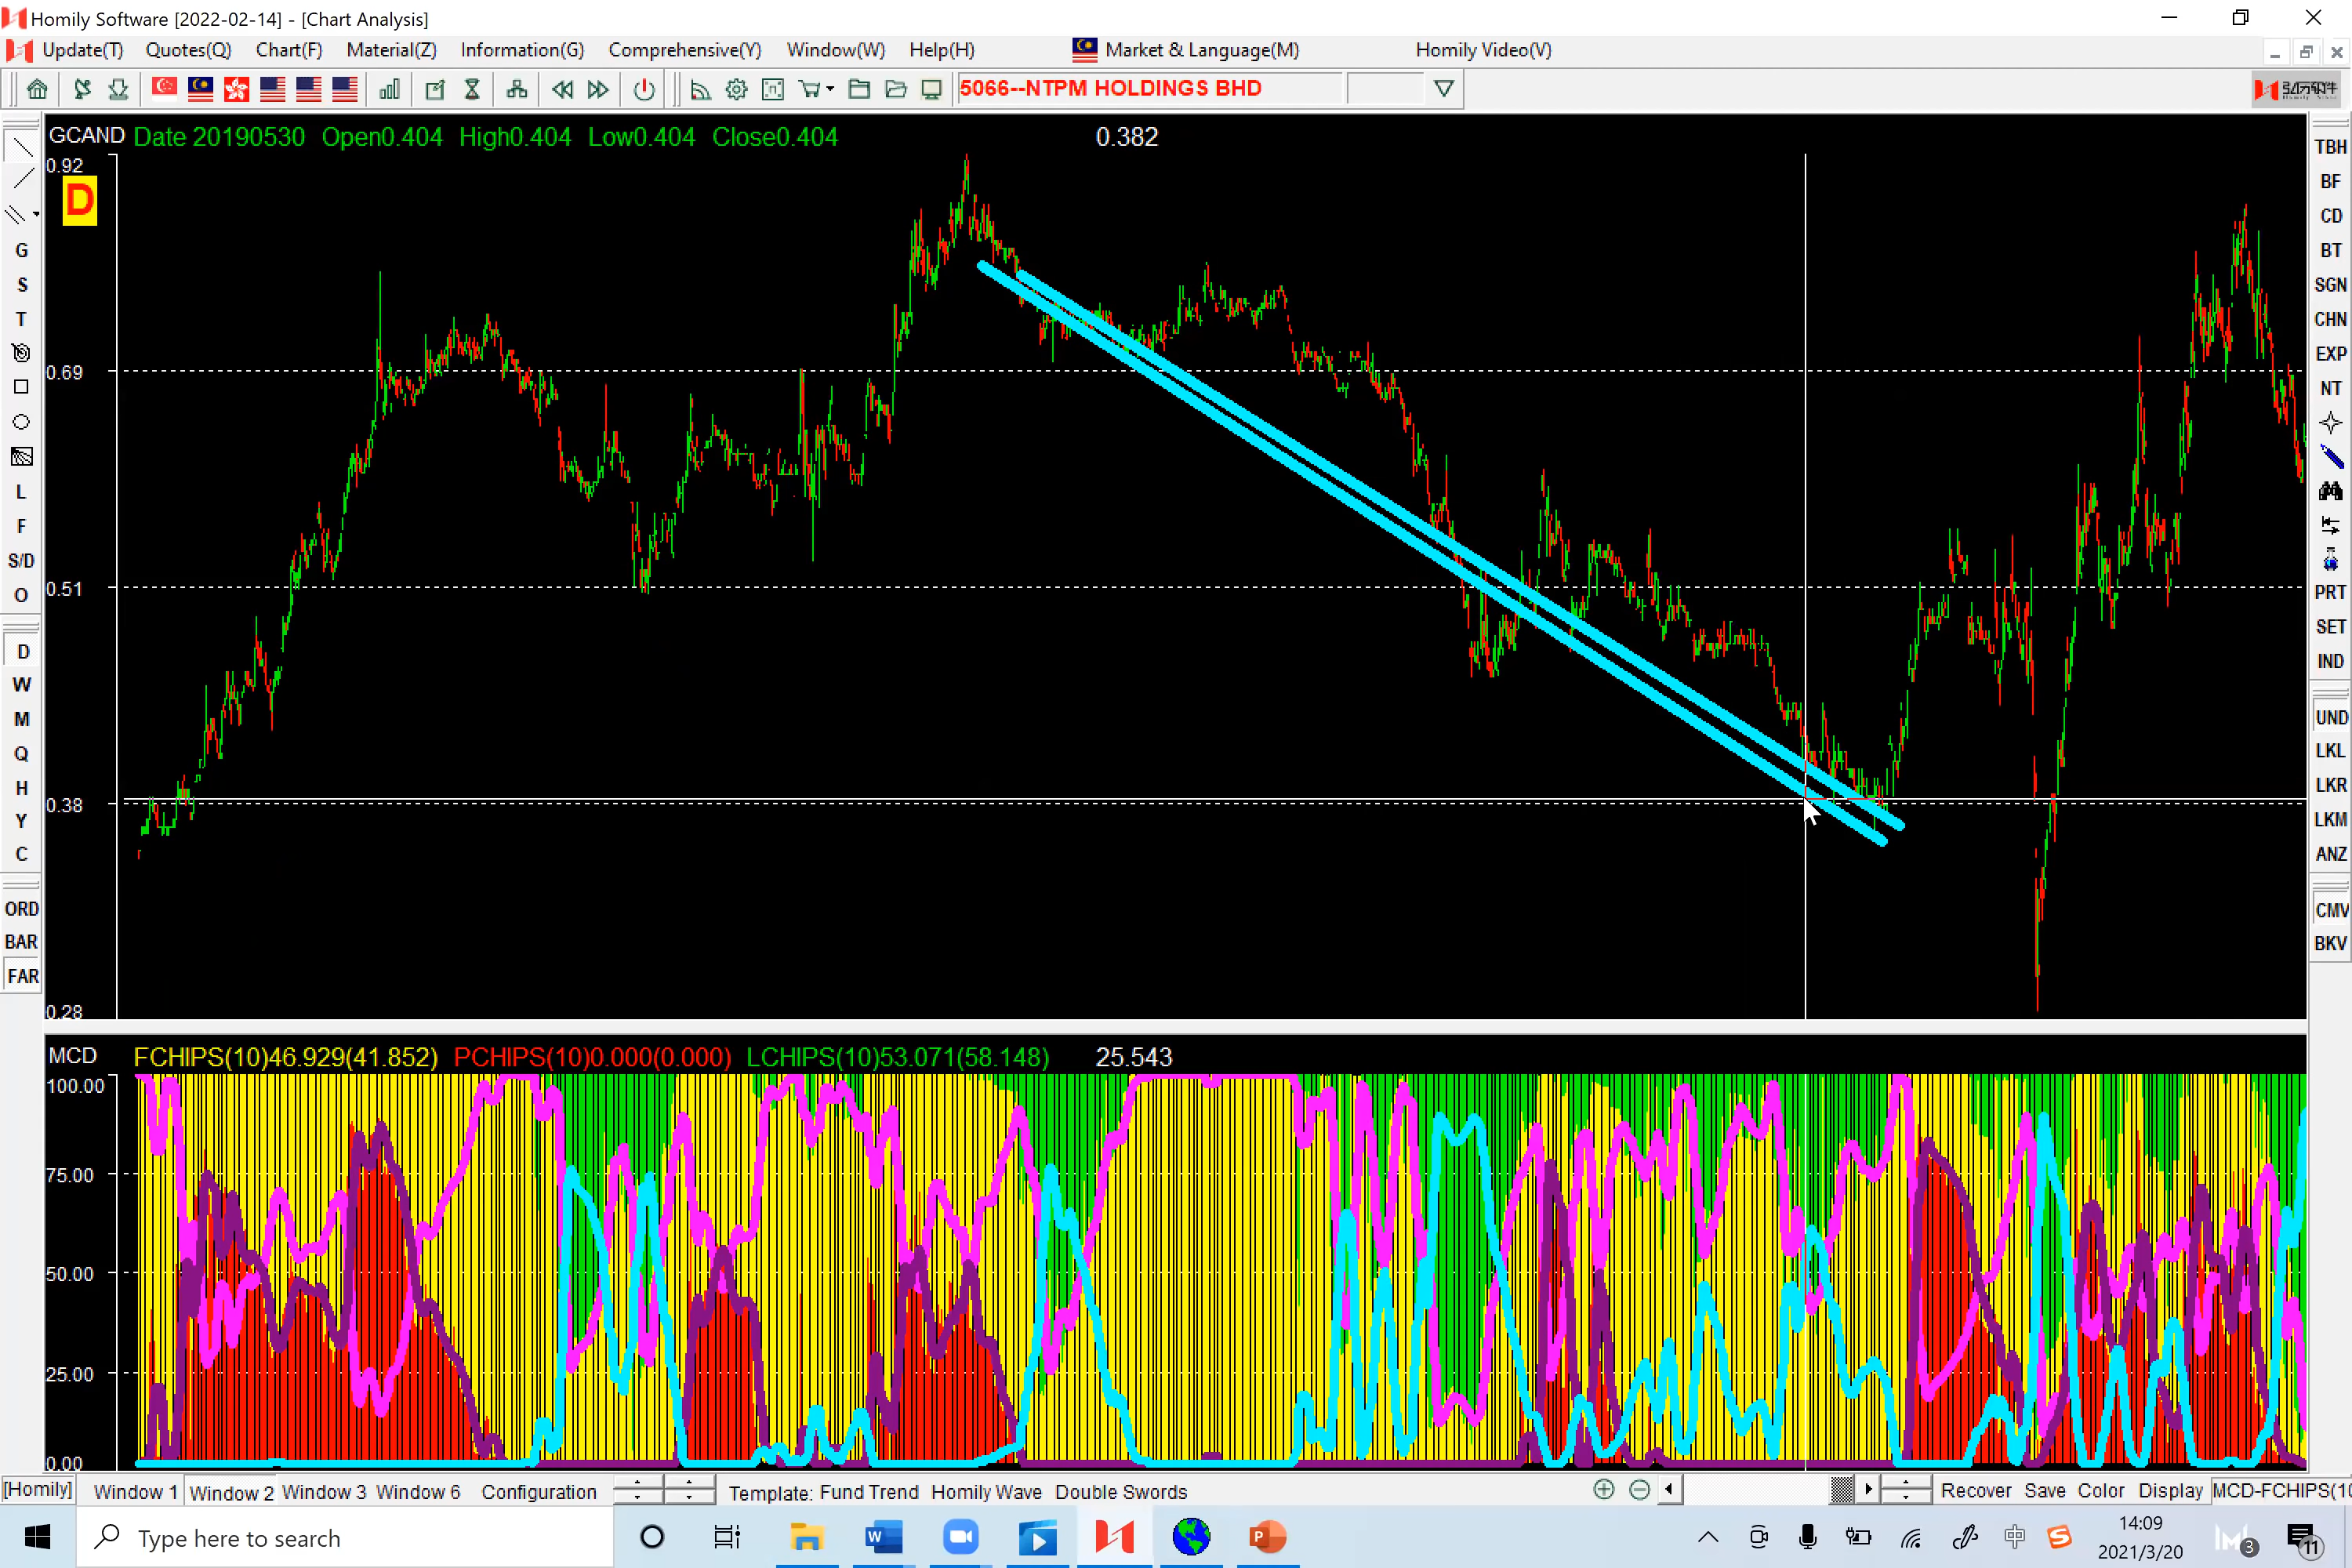 Homily Software [2022-02-14] - [Chart Analysis]
Update(T) Quotes(Q) Chart(F) Material(Z) Information(G) Comprehensive(Y) Window(W) Help(H) Market & Language(M) Homily Video(V)
5066--NTPM HOLDINGS BHD
GCAND Date 20190530 Open0.404 High0.404 Low0.404 Close0.404 0.382
0.92
D
0.69
0.51
0.38
0.28
G
S
T
L
F
S/D
O
D
W
M
Q
H
Y
C
ORD
BAR
FAR
TBH
BF
CD
BT
SGN
CHN
EXP
NT
PRT
SET
IND
UND
LKL
LKR
LKM
ANZ
CMV
BKV
MCD FCHIPS(10)46.929(41.852) PCHIPS(10)0.000(0.000) LCHIPS(10)53.071(58.148) 25.543
100.00
75.00
50.00
25.00
0.00
[Homily] Window 1 Window 2 Window 3 Window 6 Configuration Template: Fund Trend Homily Wave Double Swords Recover Save Color Display MCD-FCHIPS(10
Type here to search
中
14:09
2021/3/20
3
11